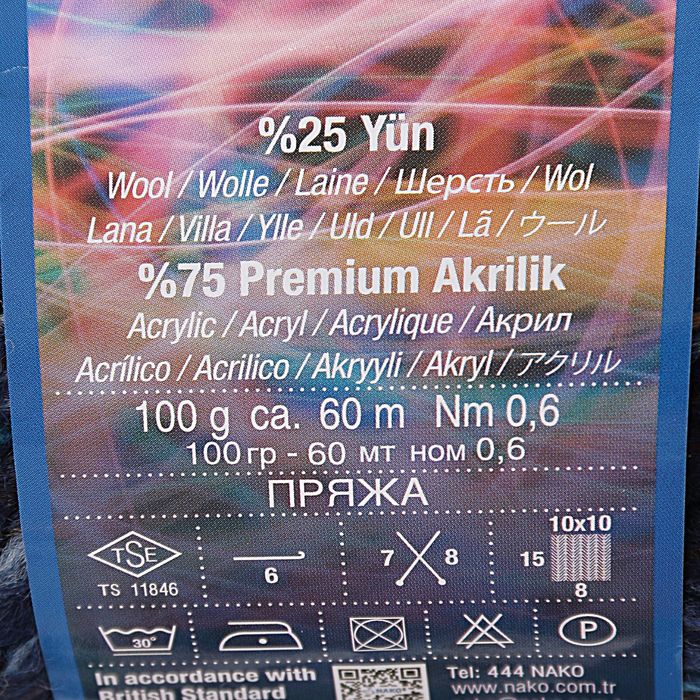 %25 Yün
Wool / Wolle / Laine / Шерсть / Wol
Lana / Villa / Ylle / Uld / Ull / Lã / ウール
%75 Premium Akrilik
Acrylic / Acryl / Acrylique / Акрил
Acrílico / Acrilico / Akryyli / Akryl / アクリル
100 g ca. 60 m Nm 0,6
100 гр - 60 мт ном 0,6
ПРЯЖА
TSE
TS 11846
6
7 8
10x10
15
8
30°
P
In accordance with
British Standard
NAKO
Tel: 444 NAKO
www.nako.com.tr